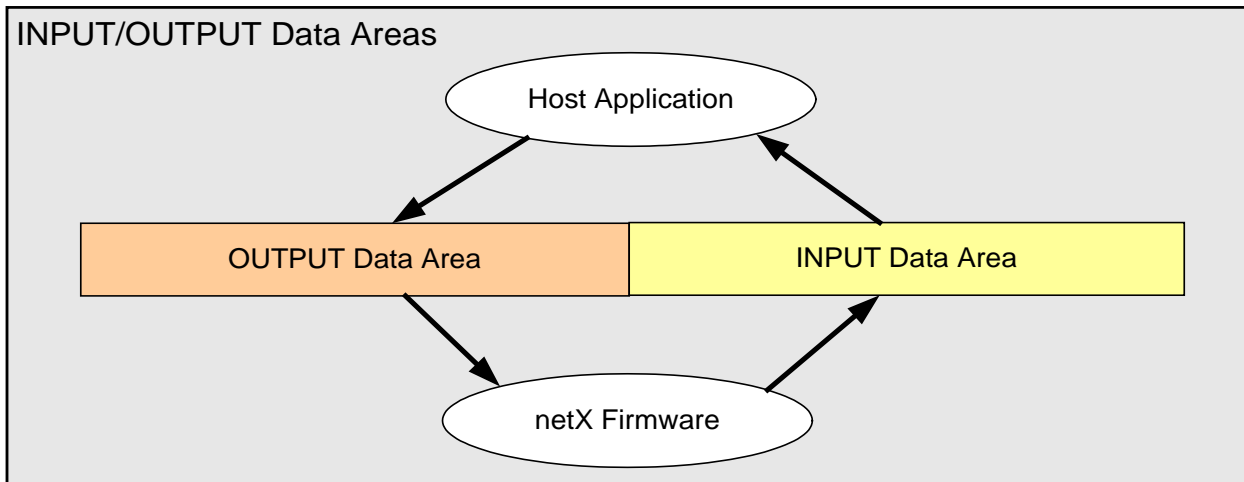 INPUT/OUTPUT Data Areas
Host Application
OUTPUT Data Area
INPUT Data Area
netX Firmware